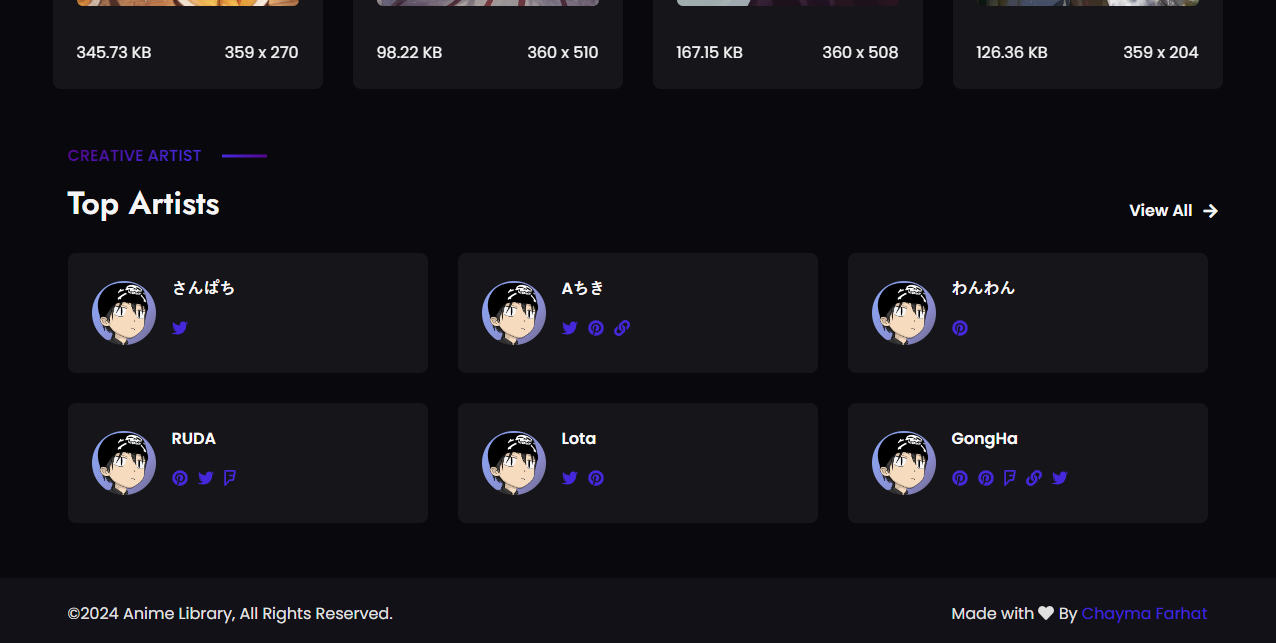 345.73 KB 359 x 270 98.22 KB 360 x 510 167.15 KB 360 x 508 126.36 KB 359 x 204
CREATIVE ARTIST
Top Artists
View All
さんぱち Aちき わんわん
RUDA Lota GongHa
©2024 Anime Library, All Rights Reserved. Made with By Chayma Farhat